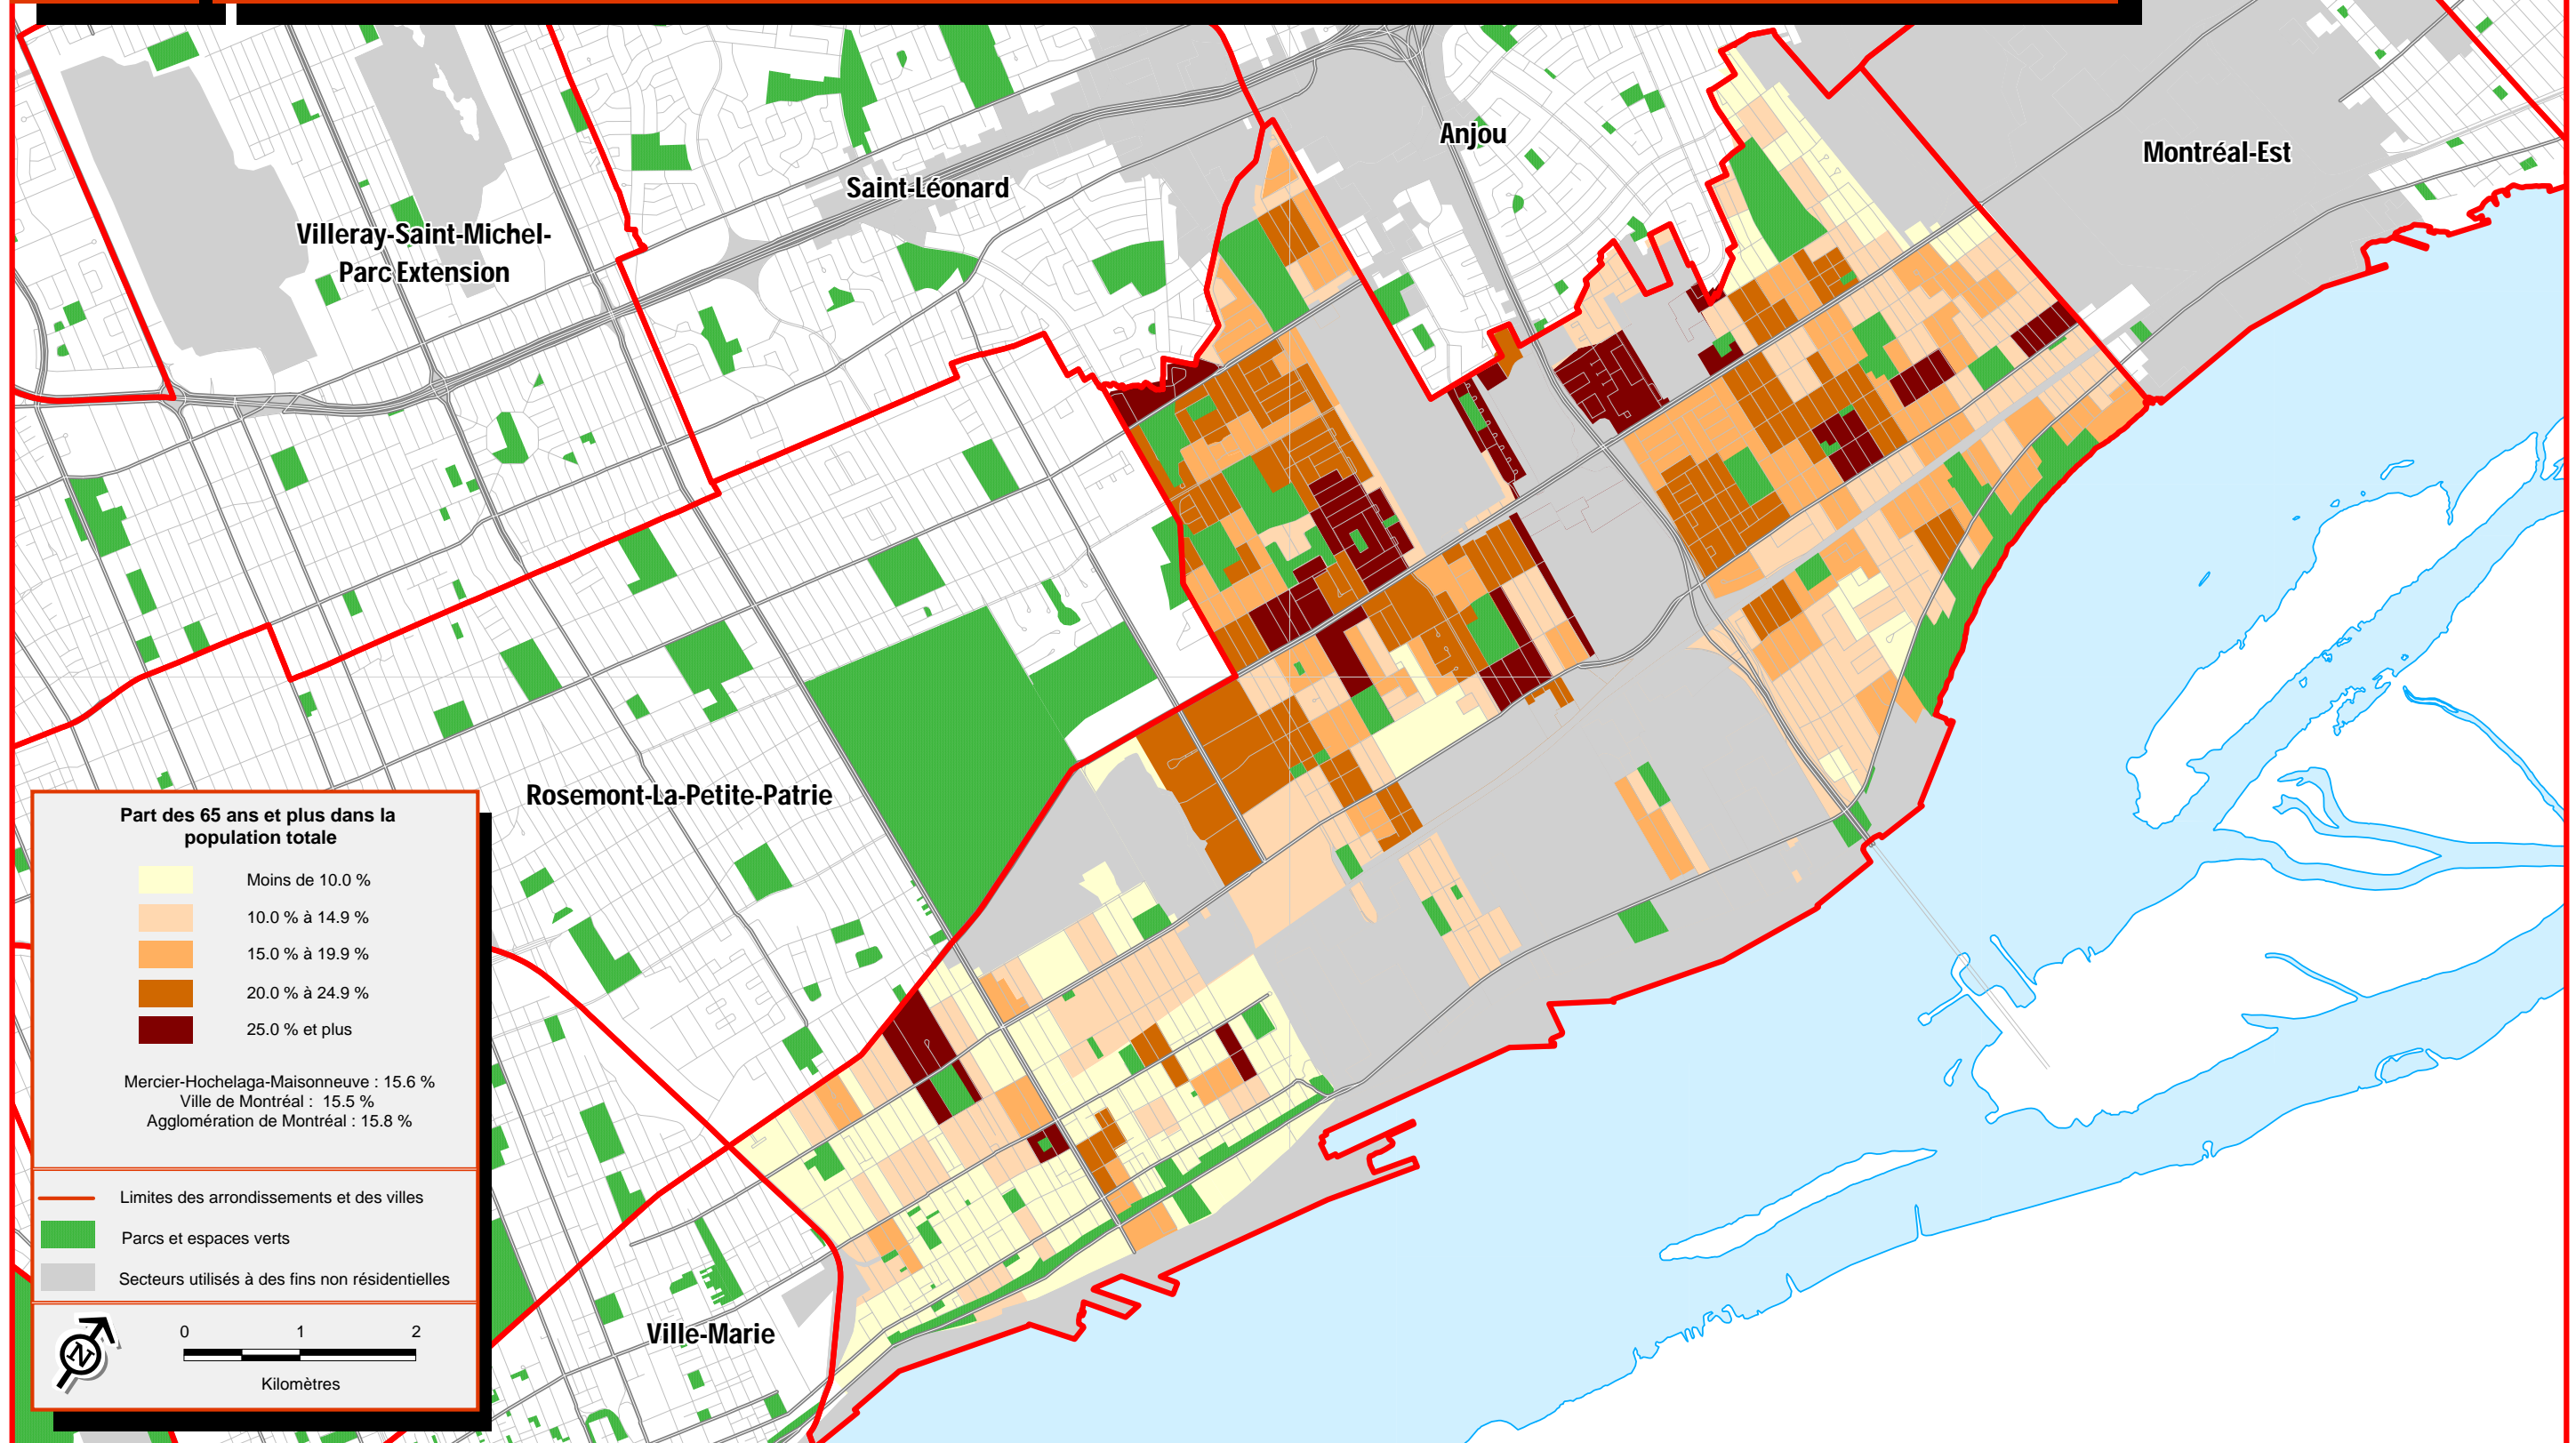 Anjou
Montréal-Est
Saint-Léonard
Villeray-Saint-Michel-
Parc Extension
Rosemont-La-Petite-Patrie
Ville-Marie
Part des 65 ans et plus dans la
population totale
Moins de 10.0 %
10.0 % à 14.9 %
15.0 % à 19.9 %
20.0 % à 24.9 %
25.0 % et plus
Mercier-Hochelaga-Maisonneuve : 15.6 %
Ville de Montréal : 15.5 %
Agglomération de Montréal : 15.8 %
Limites des arrondissements et des villes
Parcs et espaces verts
Secteurs utilisés à des fins non résidentielles
N
0 1 2
Kilomètres